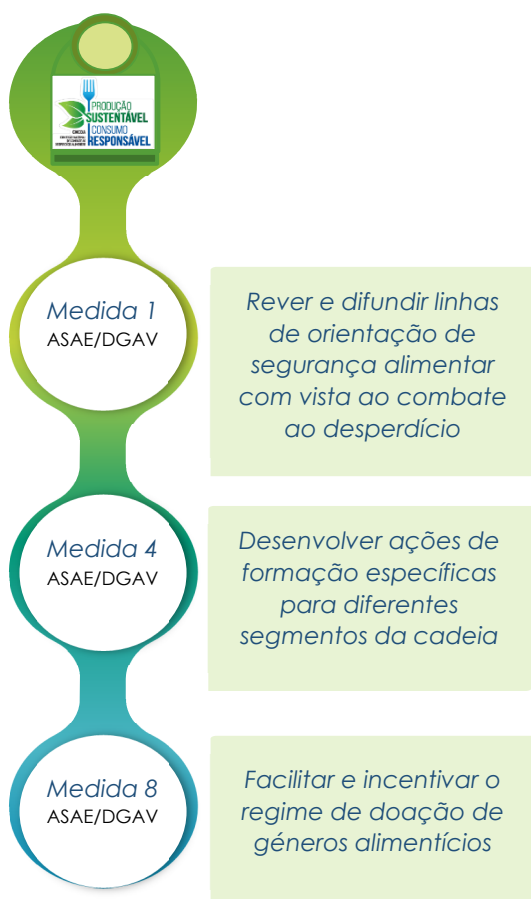 PRODUÇÃO
SUSTENTÁVEL
CONSUMO
RESPONSÁVEL
Medida 1
ASAE/DGAV
Rever e difundir linhas
de orientação de
segurança alimentar
com vista ao combate
ao desperdício
Medida 4
ASAE/DGAV
Desenvolver ações de
formação específicas
para diferentes
segmentos da cadeia
Medida 8
ASAE/DGAV
Facilitar e incentivar o
regime de doação de
géneros alimentícios